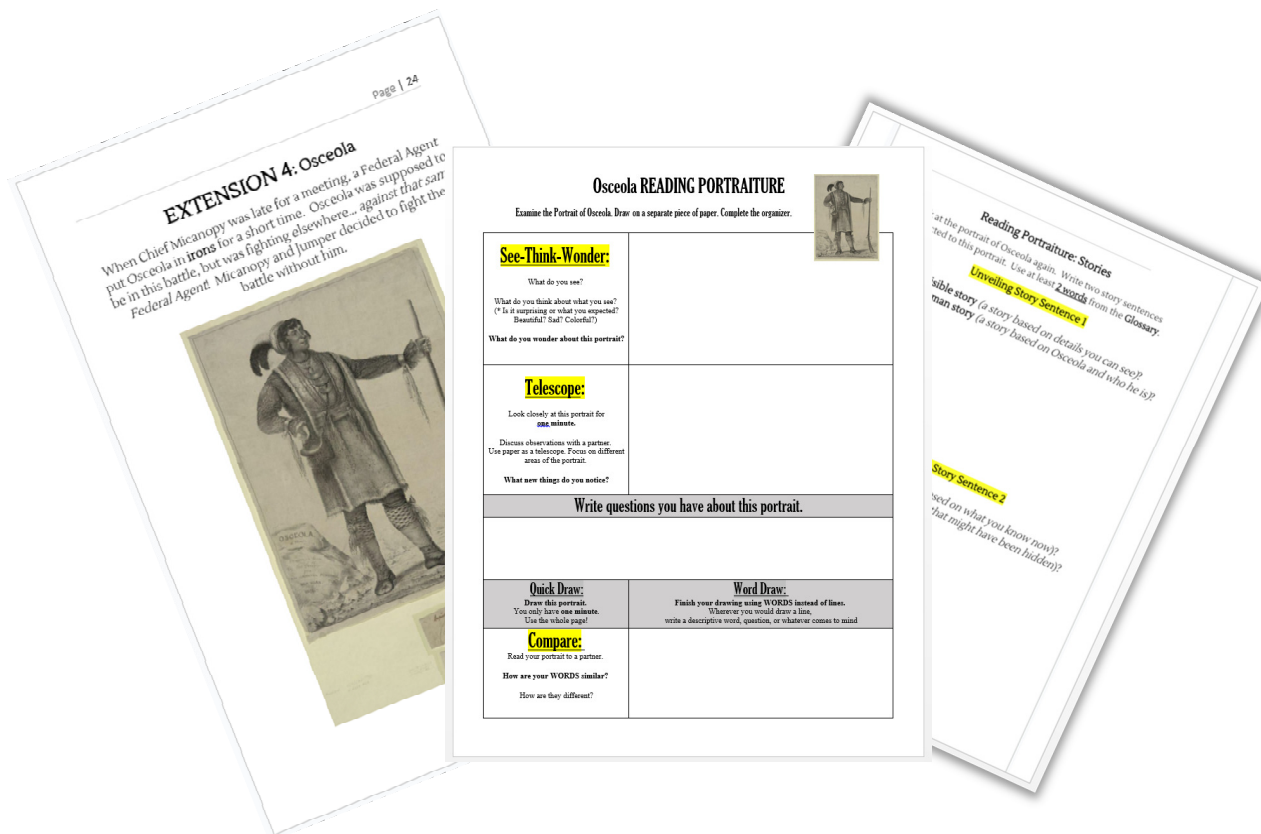 Page | 24
EXTENSION 4: Osceola
When Chief Micanopy was late for a meeting, a Federal Agent
put Osceola in irons for a short time. Osceola was supposed to
be in this battle, but was fighting elsewhere... against that sam
Federal Agent! Micanopy and Jumper decided to fight the
battle without him.
OSCEOLA
Osceola READING PORTRAITURE
Examine the Portrait of Osceola. Draw on a separate piece of paper. Complete the organizer.
See-Think-Wonder:
What do you see?
What do you think about what you see?
(* Is it surprising or what you expected?
Beautiful? Sad? Colorful?)
What do you wonder about this portrait?
Telescope:
Look closely at this portrait for
one minute.
Discuss observations with a partner.
Use paper as a telescope. Focus on different
areas of the portrait.
What new things do you notice?
Write questions you have about this portrait.
Quick Draw:
Draw this portrait.
You only have one minute.
Use the whole page!
Word Draw:
Finish your drawing using WORDS instead of lines.
Wherever you would draw a line,
write a descriptive word, question, or whatever comes to mind
Compare:
Read your portrait to a partner.
How are your WORDS similar?
How are they different?
Reading Portraiture: Stories
at the portrait of Osceola again. Write two story sentences
cted to this portrait. Use at least 2 words from the Glossary.
Unveiling Story Sentence 1
sible story (a story based on details you can see)?
man story (a story based on Osceola and who he is)?
Story Sentence 2
sed on what you know now)?
that might have been hidden)?